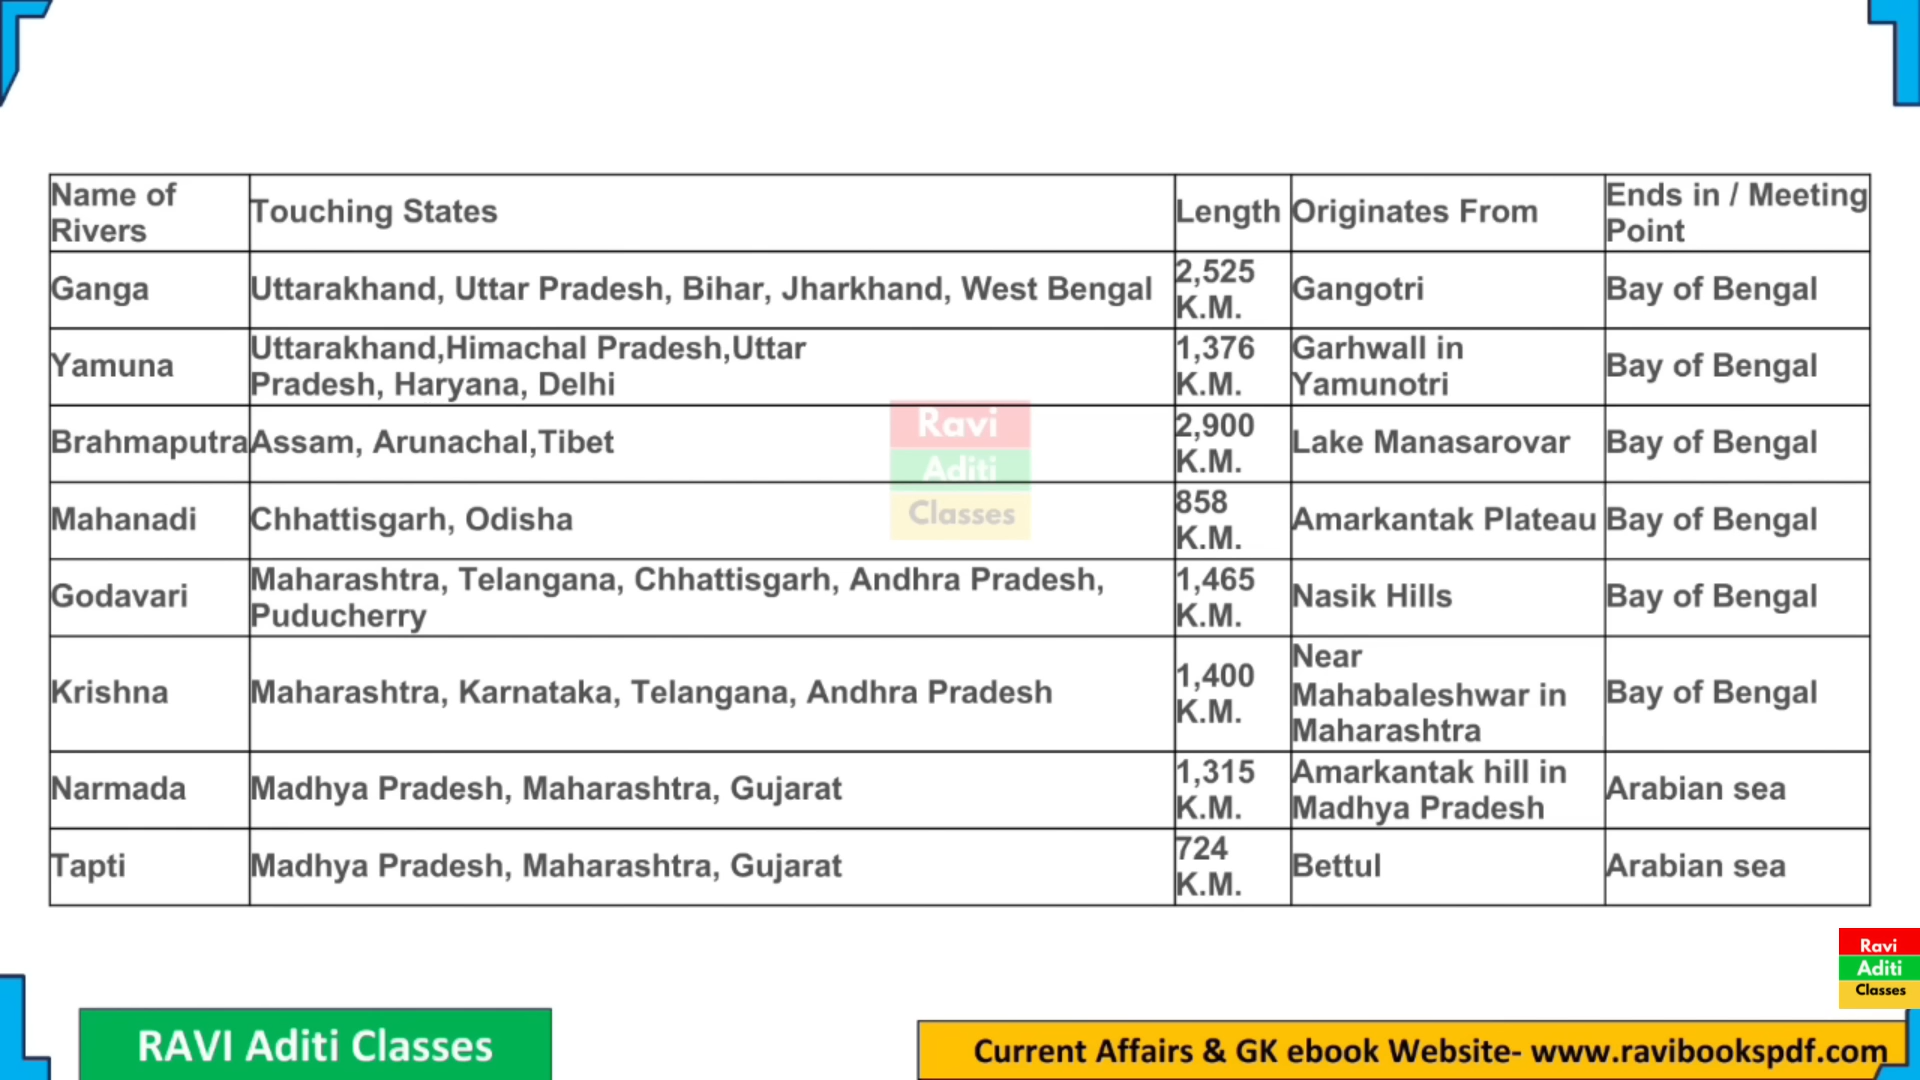 Name of
Rivers
Touching States
Length
Originates From
Ends in / Meeting
Point
Ganga
Uttarakhand, Uttar Pradesh, Bihar, Jharkhand, West Bengal
2,525
K.M.
Gangotri
Bay of Bengal
Yamuna
Uttarakhand,Himachal Pradesh,Uttar
Pradesh, Haryana, Delhi
1,376
K.M.
Garhwall in
Yamunotri
Bay of Bengal
Brahmaputra
Assam, Arunachal,Tibet
2,900
K.M.
Lake Manasarovar
Bay of Bengal
Mahanadi
Chhattisgarh, Odisha
858
K.M.
Amarkantak Plateau
Bay of Bengal
Godavari
Maharashtra, Telangana, Chhattisgarh, Andhra Pradesh,
Puducherry
1,465
K.M.
Nasik Hills
Bay of Bengal
Krishna
Maharashtra, Karnataka, Telangana, Andhra Pradesh
1,400
K.M.
Near
Mahabaleshwar in
Maharashtra
Bay of Bengal
Narmada
Madhya Pradesh, Maharashtra, Gujarat
1,315
K.M.
Amarkantak hill in
Madhya Pradesh
Arabian sea
Tapti
Madhya Pradesh, Maharashtra, Gujarat
724
K.M.
Bettul
Arabian sea
Ravi
Aditi
Classes
Ravi
Aditi
Classes
RAVI Aditi Classes
Current Affairs & GK ebook Website- www.ravibookspdf.com